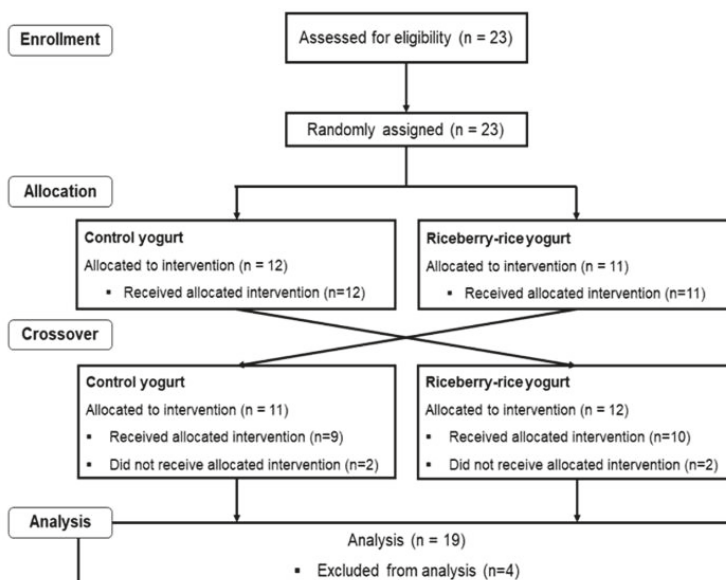 Enrollment
Assessed for eligibility (n = 23)
Randomly assigned (n = 23)
Allocation
Control yogurt
Allocated to intervention (n = 12)
▪ Received allocated intervention (n=12)
Riceberry-rice yogurt
Allocated to intervention (n = 11)
▪ Received allocated intervention (n=11)
Crossover
Control yogurt
Allocated to intervention (n = 11)
▪ Received allocated intervention (n=9)
▪ Did not receive allocated intervention (n=2)
Riceberry-rice yogurt
Allocated to intervention (n = 12)
▪ Received allocated intervention (n=10)
▪ Did not receive allocated intervention (n=2)
Analysis
Analysis (n = 19)
▪ Excluded from analysis (n=4)